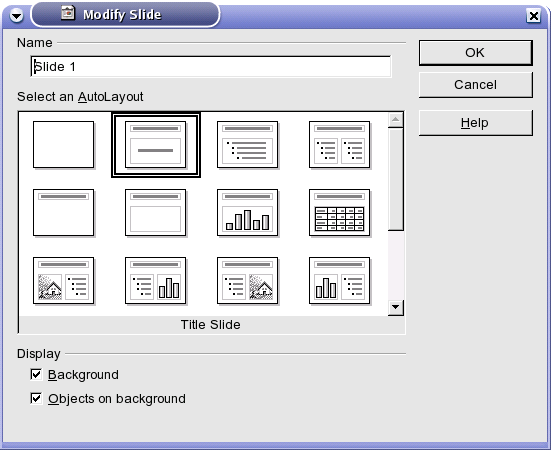 Modify Slide
Name
Slide 1
OK
Cancel
Help
Select an AutoLayout
Title Slide
Display
Background
Objects on background